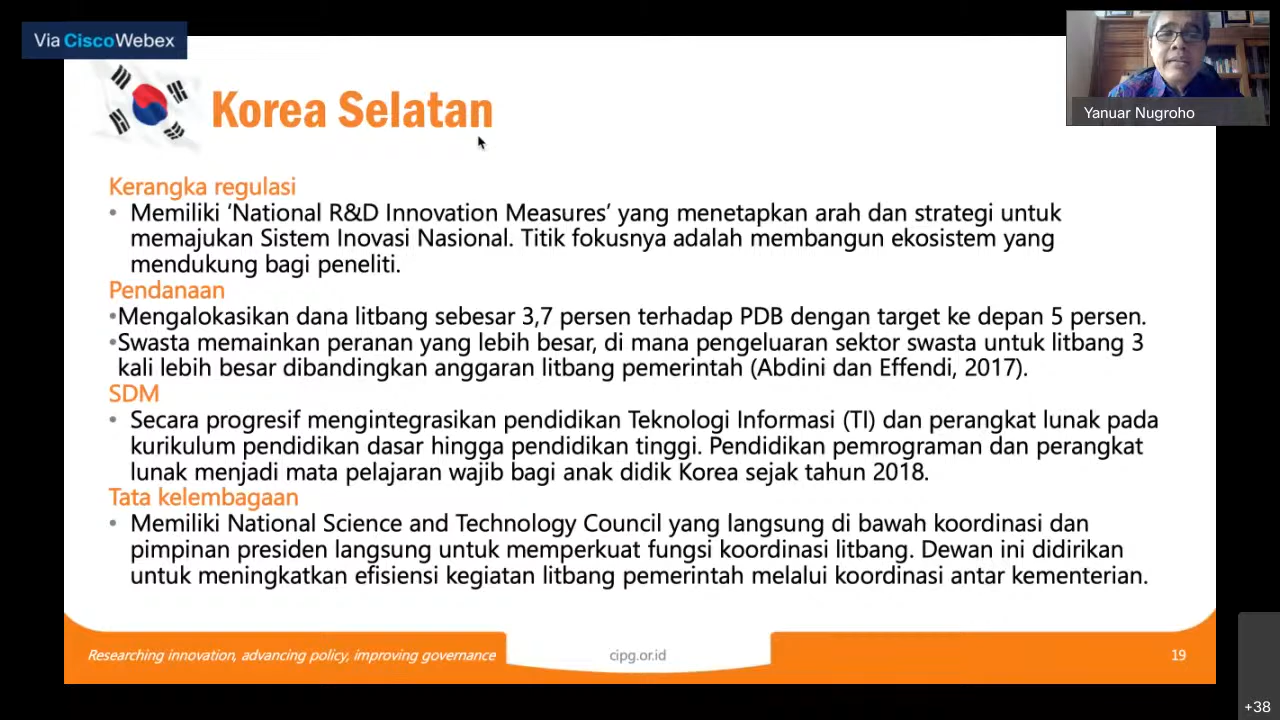 Via CiscoWebex
Korea Selatan
Yanuar Nugroho
Kerangka regulasi
• Memiliki ‘National R&D Innovation Measures’ yang menetapkan arah dan strategi untuk
memajukan Sistem Inovasi Nasional. Titik fokusnya adalah membangun ekosistem yang
mendukung bagi peneliti.
Pendanaan
•Mengalokasikan dana litbang sebesar 3,7 persen terhadap PDB dengan target ke depan 5 persen.
•Swasta memainkan peranan yang lebih besar, di mana pengeluaran sektor swasta untuk litbang 3
kali lebih besar dibandingkan anggaran litbang pemerintah (Abdini dan Effendi, 2017).
SDM
• Secara progresif mengintegrasikan pendidikan Teknologi Informasi (TI) dan perangkat lunak pada
kurikulum pendidikan dasar hingga pendidikan tinggi. Pendidikan pemrograman dan perangkat
lunak menjadi mata pelajaran wajib bagi anak didik Korea sejak tahun 2018.
Tata kelembagaan
• Memiliki National Science and Technology Council yang langsung di bawah koordinasi dan
pimpinan presiden langsung untuk memperkuat fungsi koordinasi litbang. Dewan ini didirikan
untuk meningkatkan efisiensi kegiatan litbang pemerintah melalui koordinasi antar kementerian.
Researching innovation, advancing policy, improving governance
cipg.or.id
19
+38